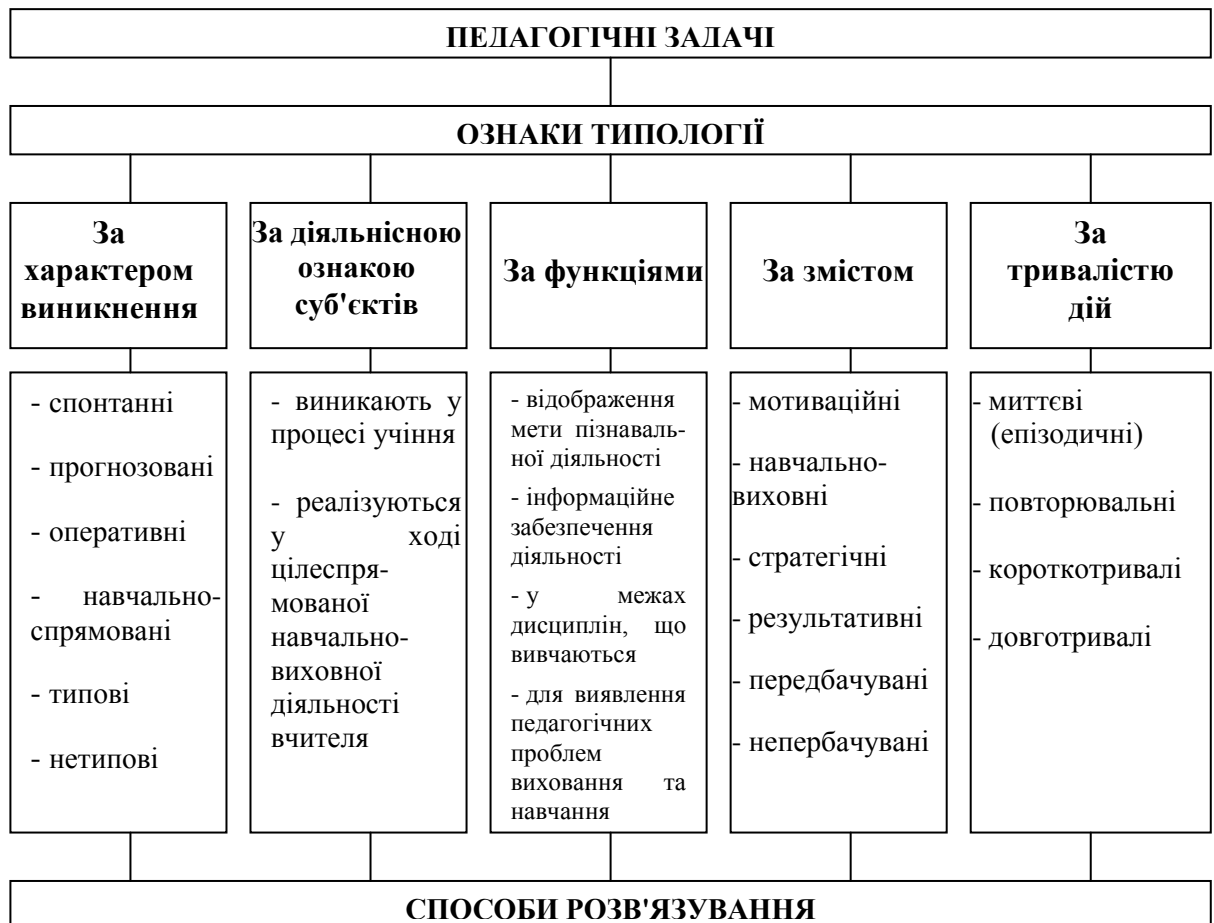 ПЕДАГОГІЧНІ ЗАДАЧІ
ОЗНАКИ ТИПОЛОГІЇ
За
характером
виникнення
За діяльнісною
ознакою
суб'єктів
За функціями
За змістом
За
тривалістю
дій
- спонтанні
- прогнозовані
- оперативні
- навчально-
спрямовані
- типові
- нетипові
- виникають у
процесі учіння
- реалізуються
у ході
цілеспря-
мованої
навчально-
виховної
діяльності
вчителя
- відображення
мети пізнаваль-
ної діяльності
- інформаційне
забезпечення
діяльності
- у межах
дисциплін, що
вивчаються
- для виявлення
педагогічних
проблем
виховання та
навчання
- мотиваційні
- навчально-
виховні
- стратегічні
- результативні
- передбачувані
- непербачувані
- миттєві
(епізодичні)
- повторювальні
- короткотривалі
- довготривалі
СПОСОБИ РОЗВ'ЯЗУВАННЯ